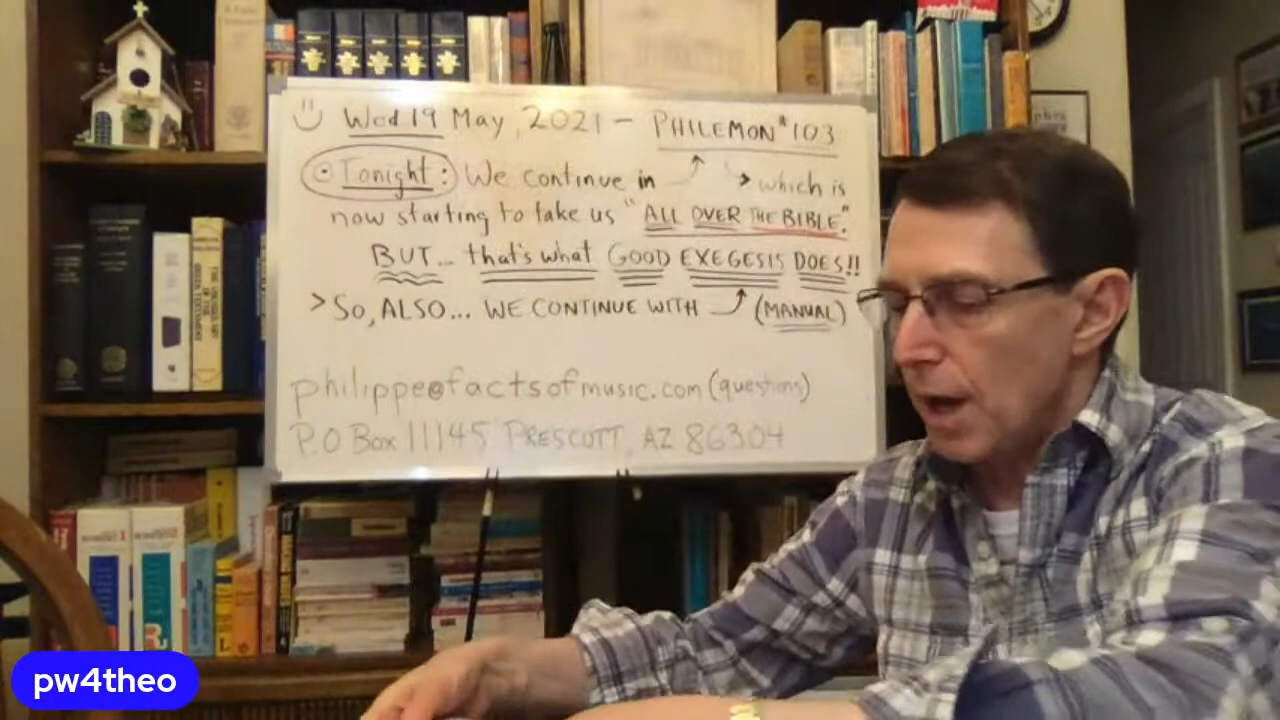 Wed 19 May, 2021 – PHILEMON #103
Tonight: We continue in → which is
now starting to take us "ALL OVER THE BIBLE."
BUT... that's what GOOD EXEGESIS DOES!!
> So, ALSO... WE CONTINUE WITH (MANUAL)
philippe@factsofmusic.com (questions)
P.O Box 11145 PRESCOTT, AZ 86304
pw4theo